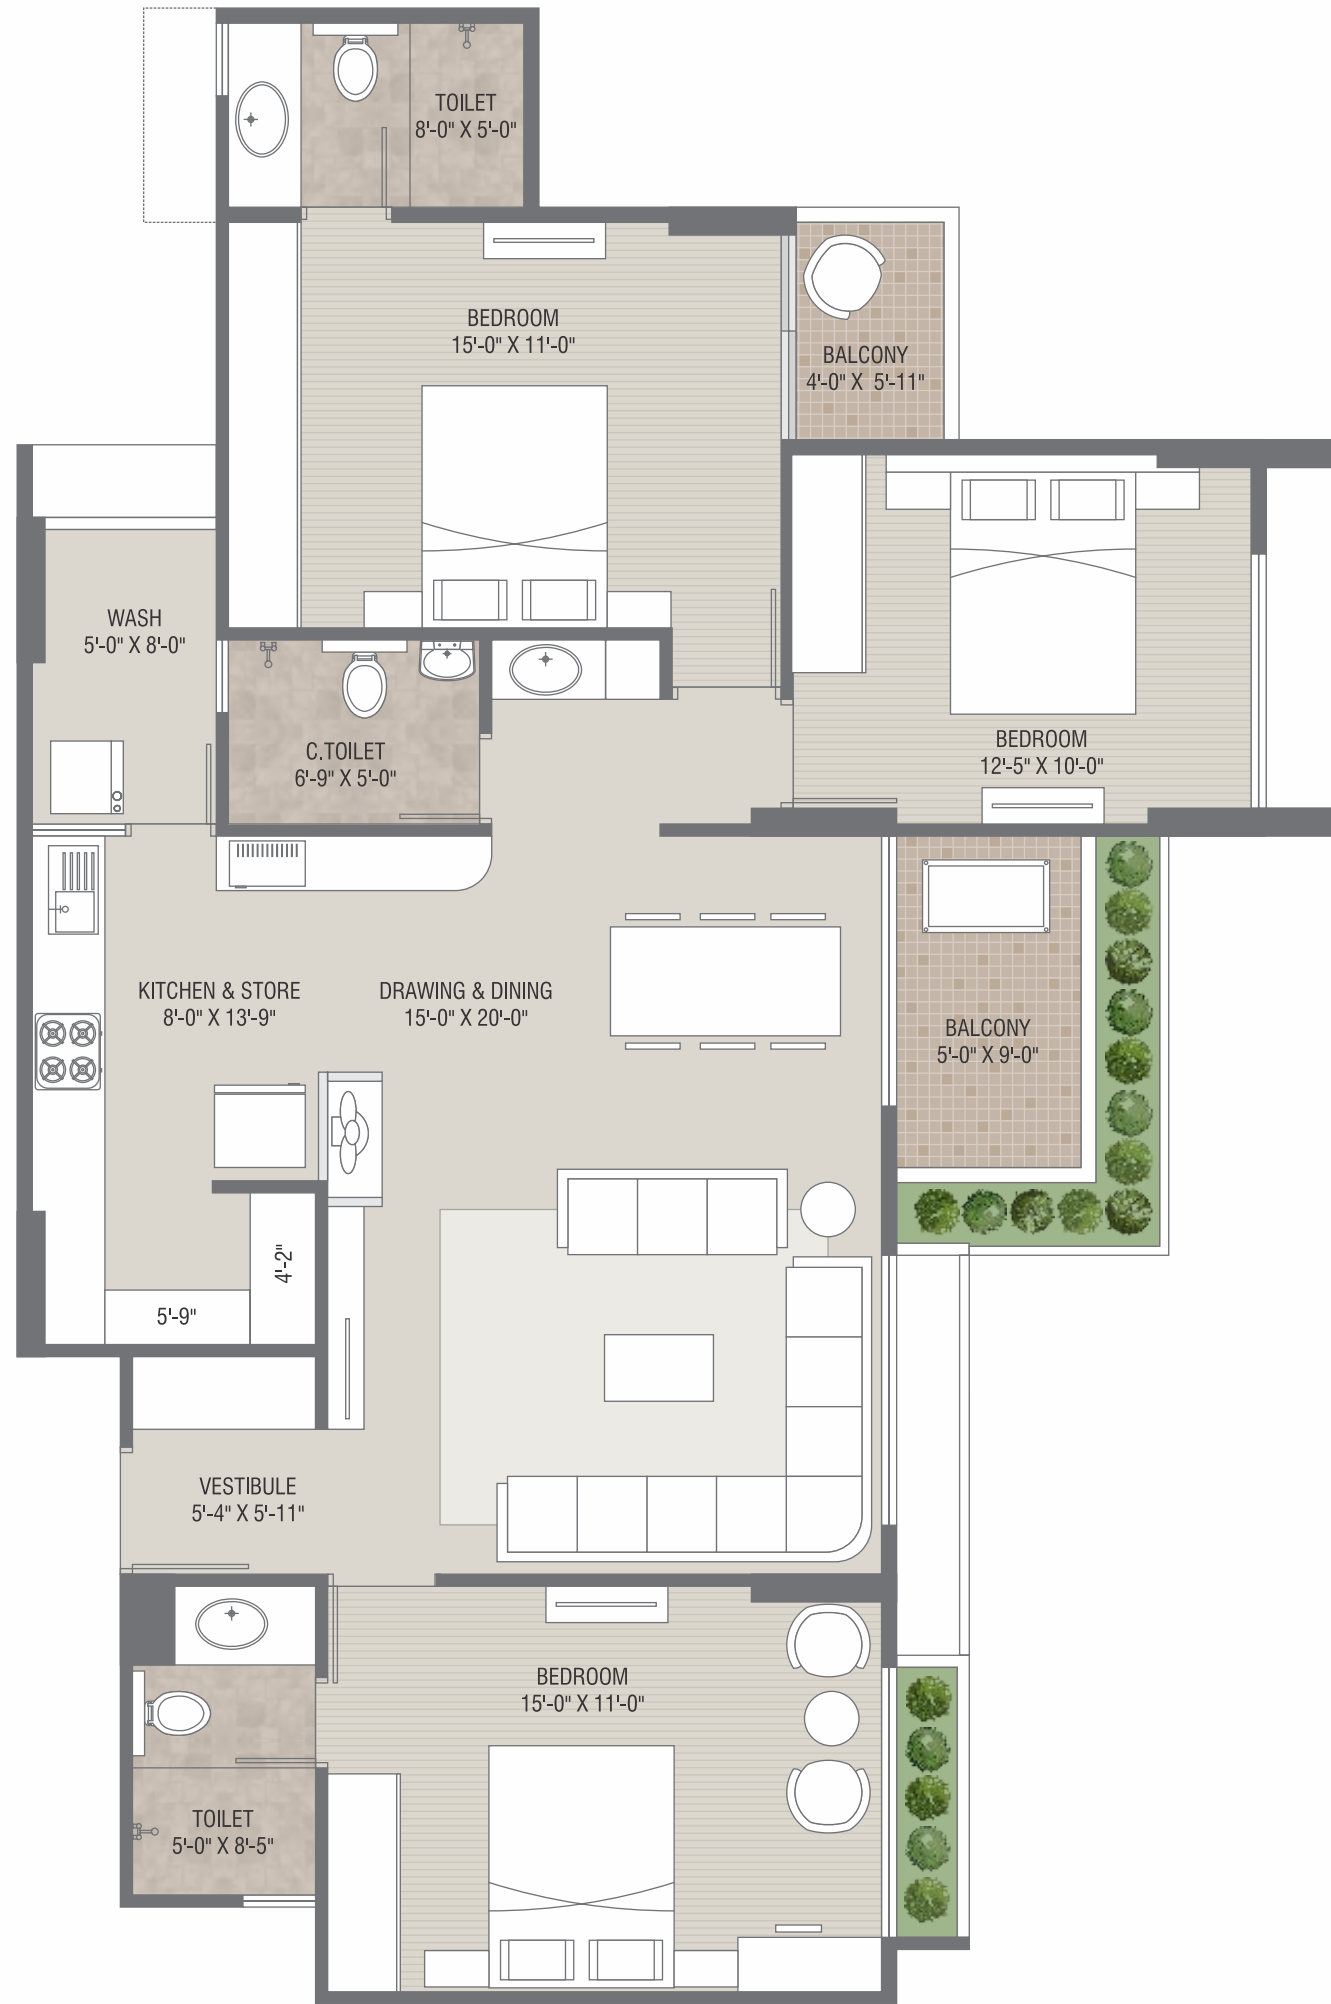 TOILET
8'-0" X 5'-0"
BEDROOM
15'-0" X 11'-0"
BALCONY
4'-0" X 5'-11"
WASH
5'-0" X 8'-0"
C.TOILET
6'-9" X 5'-0"
BEDROOM
12'-5" X 10'-0"
KITCHEN & STORE
8'-0" X 13'-9"
DRAWING & DINING
15'-0" X 20'-0"
BALCONY
5'-0" X 9'-0"
4'-2"
5'-9"
VESTIBULE
5'-4" X 5'-11"
BEDROOM
15'-0" X 11'-0"
TOILET
5'-0" X 8'-5"